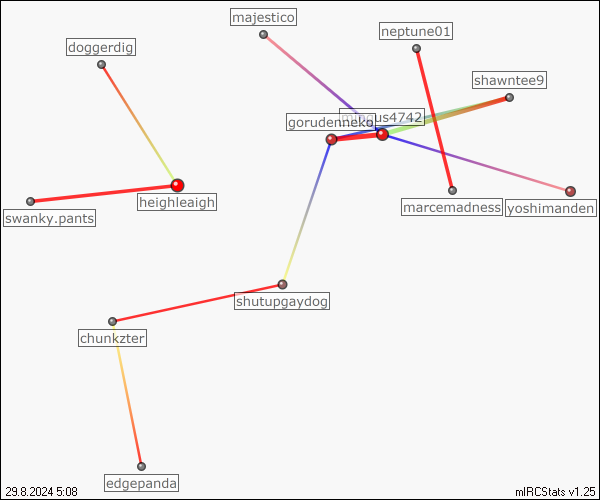 majestico
neptune01
doggerdig
shawntee9
mingus4742
gorudenneko
heighleaigh
swanky.pants
marcemadness
yoshimanden
shutupgaydog
chunkzter
edgepanda
29.8.2024 5:08
mIRCStats v1.25